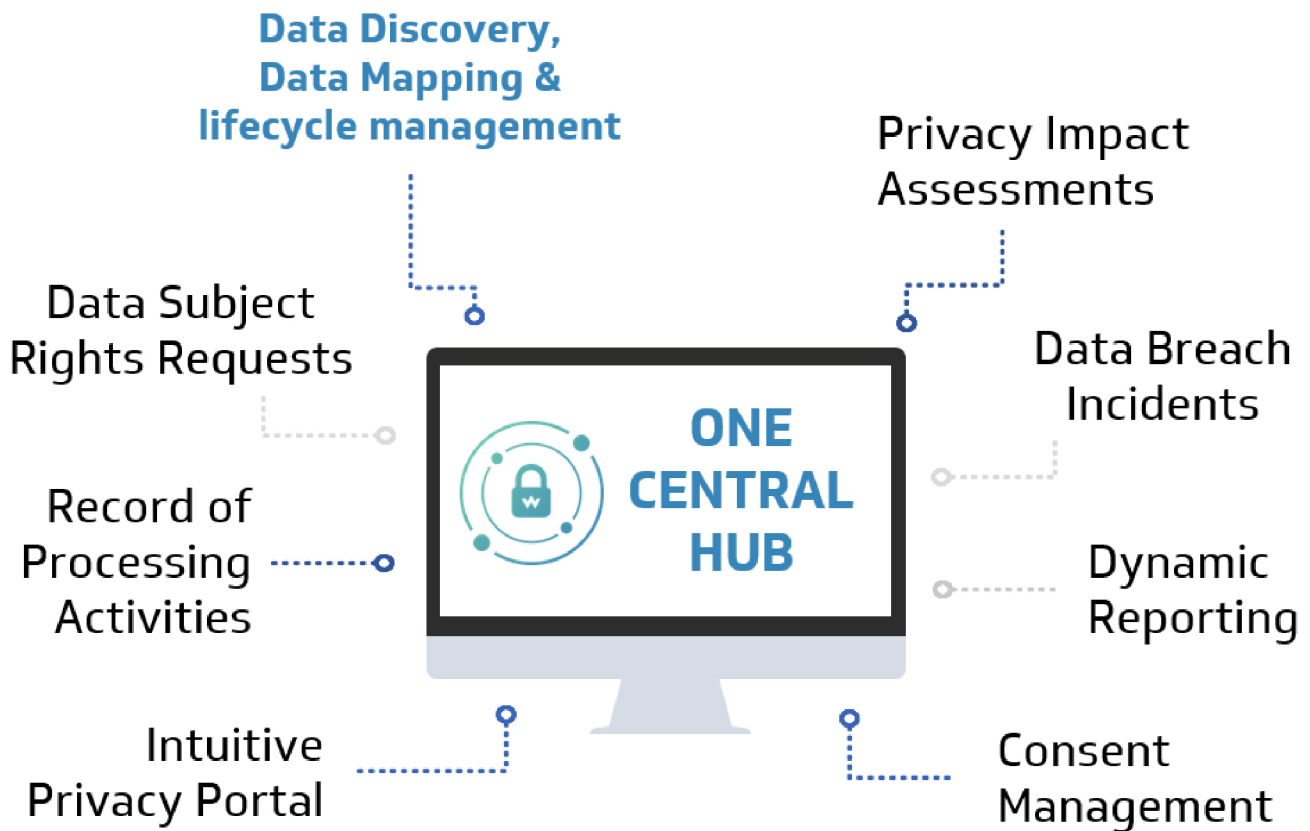 Data Discovery,
Data Mapping &
lifecycle management
Privacy Impact
Assessments
Data Subject
Rights Requests
Data Breach
Incidents
ONE
CENTRAL
HUB
Record of
Processing
Activities
Dynamic
Reporting
Intuitive
Privacy Portal
Consent
Management